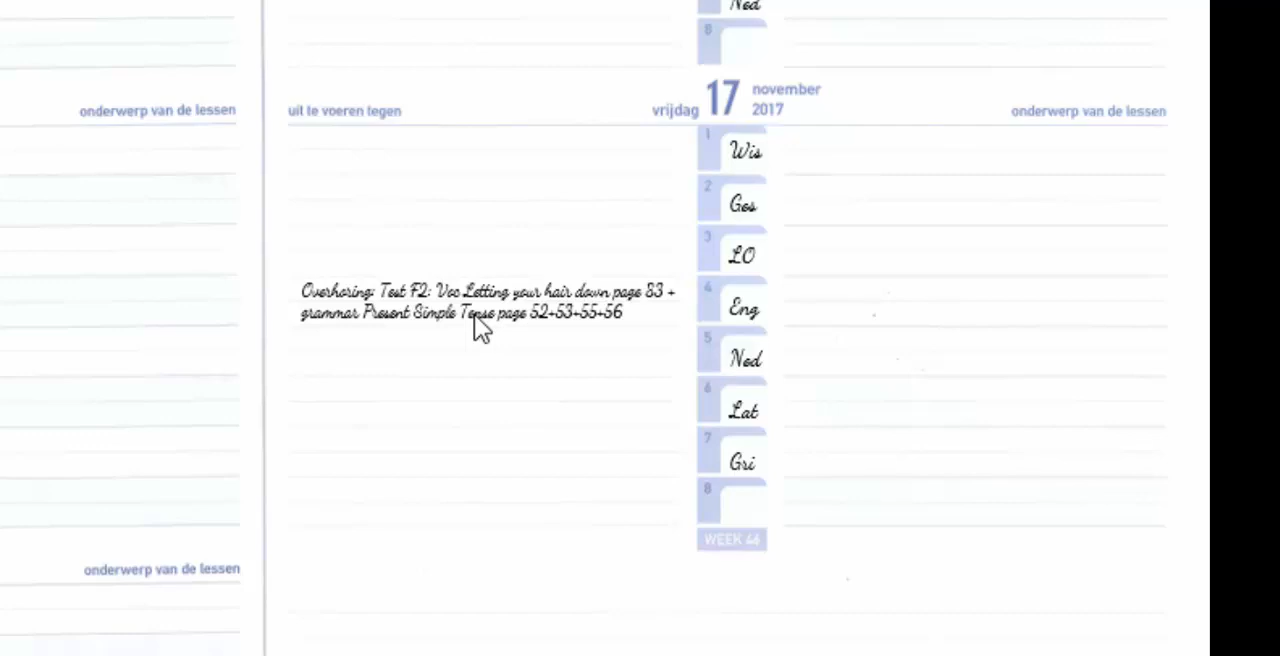 Ned
8
onderwerp van de lessen
uit te voeren tegen
vrijdag 17 november 2017
onderwerp van de lessen
1 Wis
2 Ges
3 LO
Overhoring: Test F2: Voc Letting your hair down page 83 +
grammar Present Simple Tense page 52+53+55+56
4 Eng
5 Ned
6 Lat
7 Gri
8
WEEK 46
onderwerp van de lessen